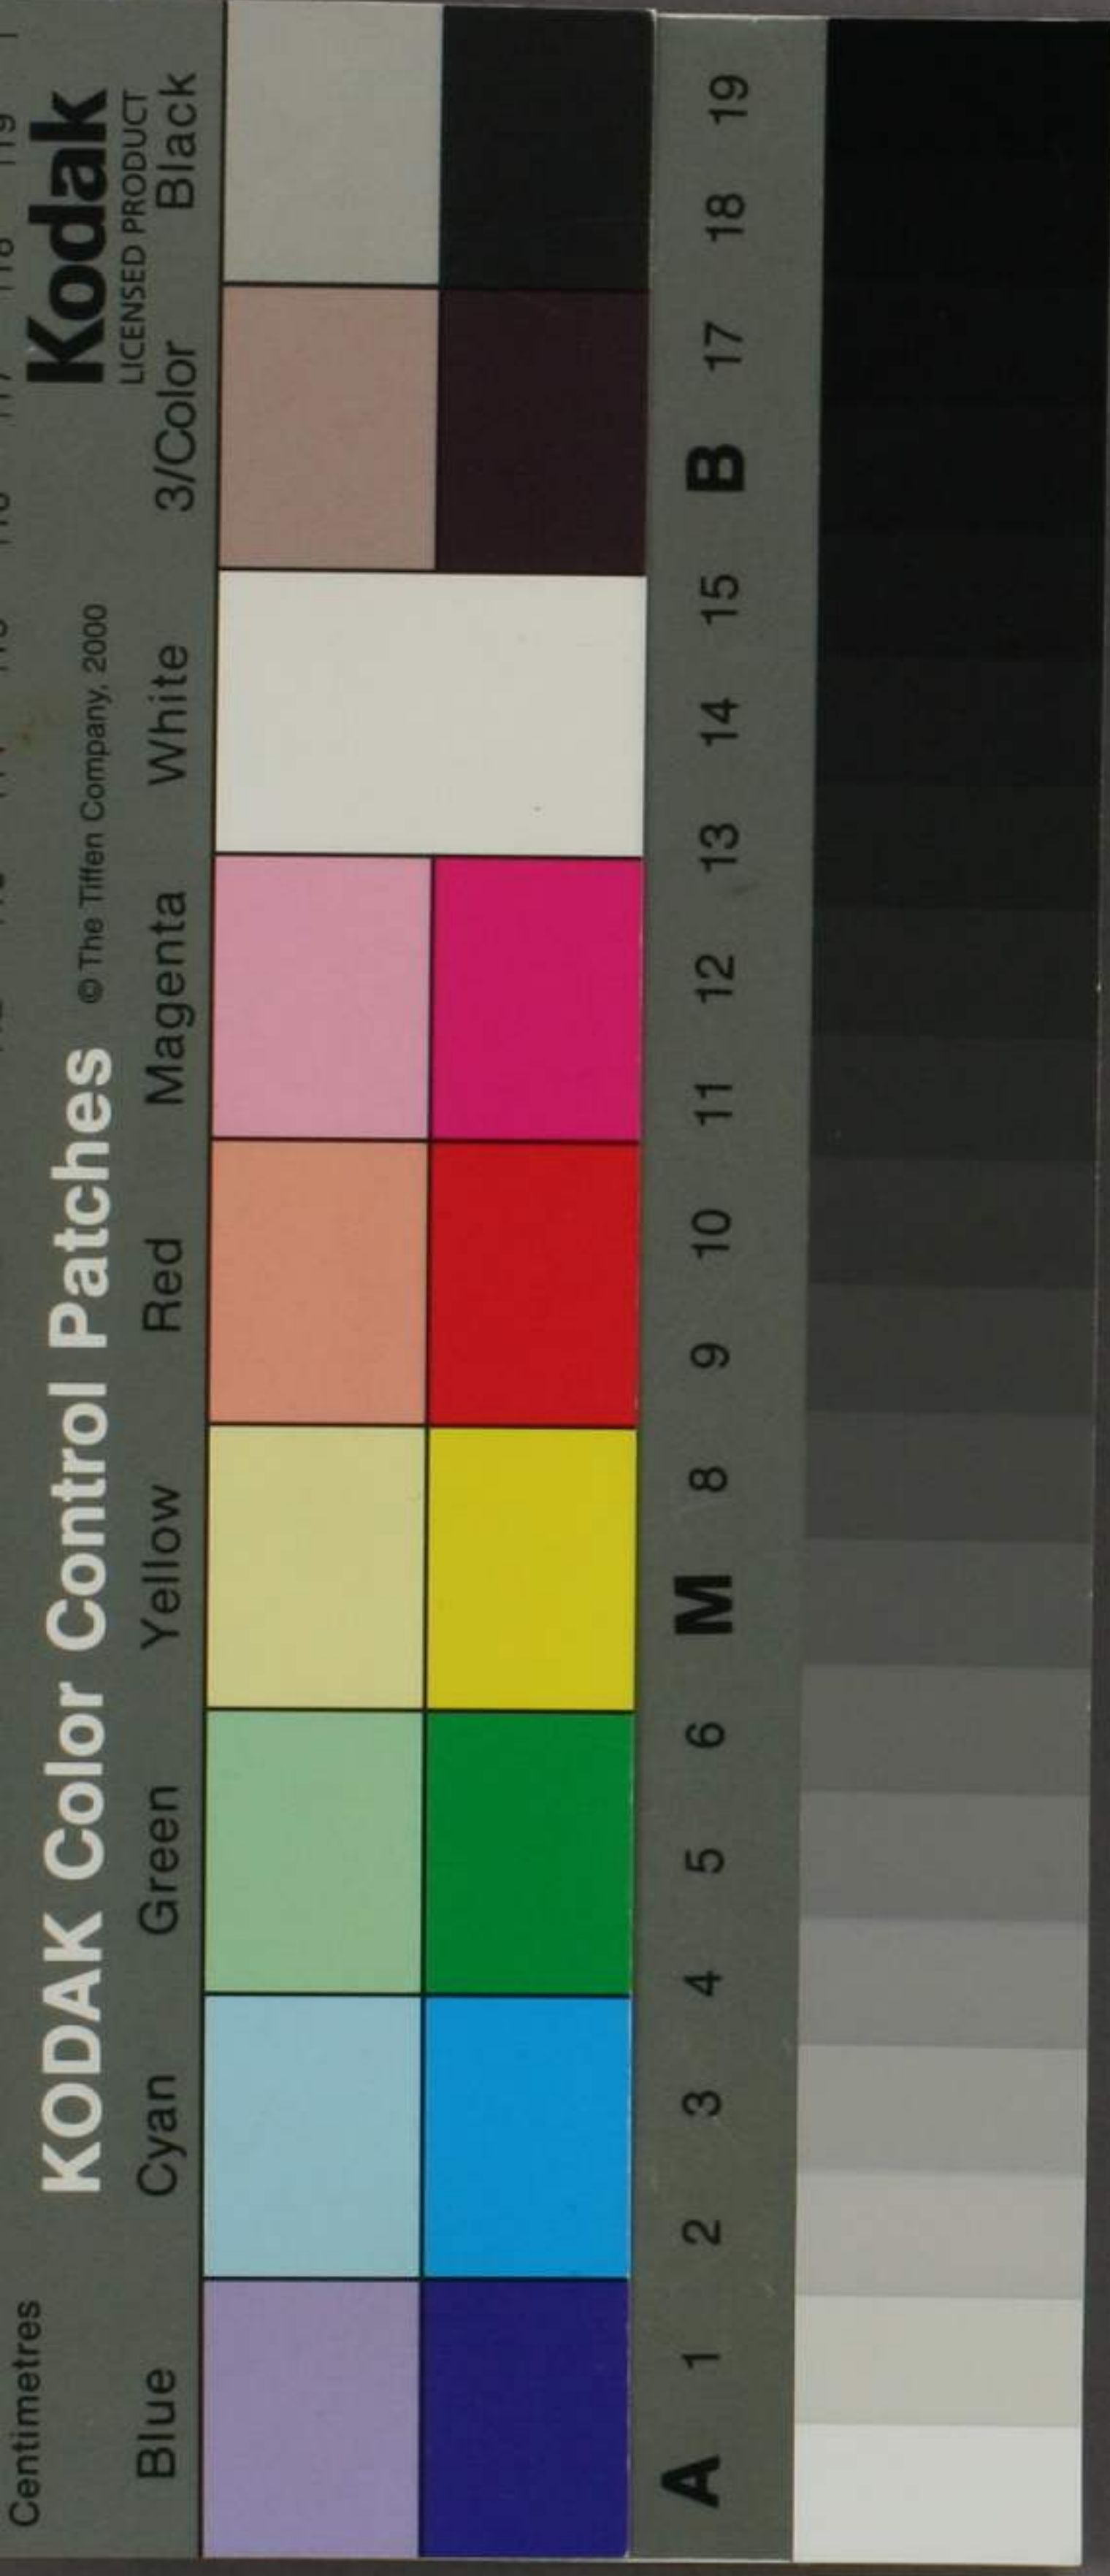 Centimetres
KODAK Color Control Patches © The Tiffen Company, 2000 Kodak
LICENSED PRODUCT
Blue Cyan Green Yellow Red Magenta White 3/Color Black
A 1 2 3 4 5 6 M 8 9 10 11 12 13 14 15 B 17 18 19